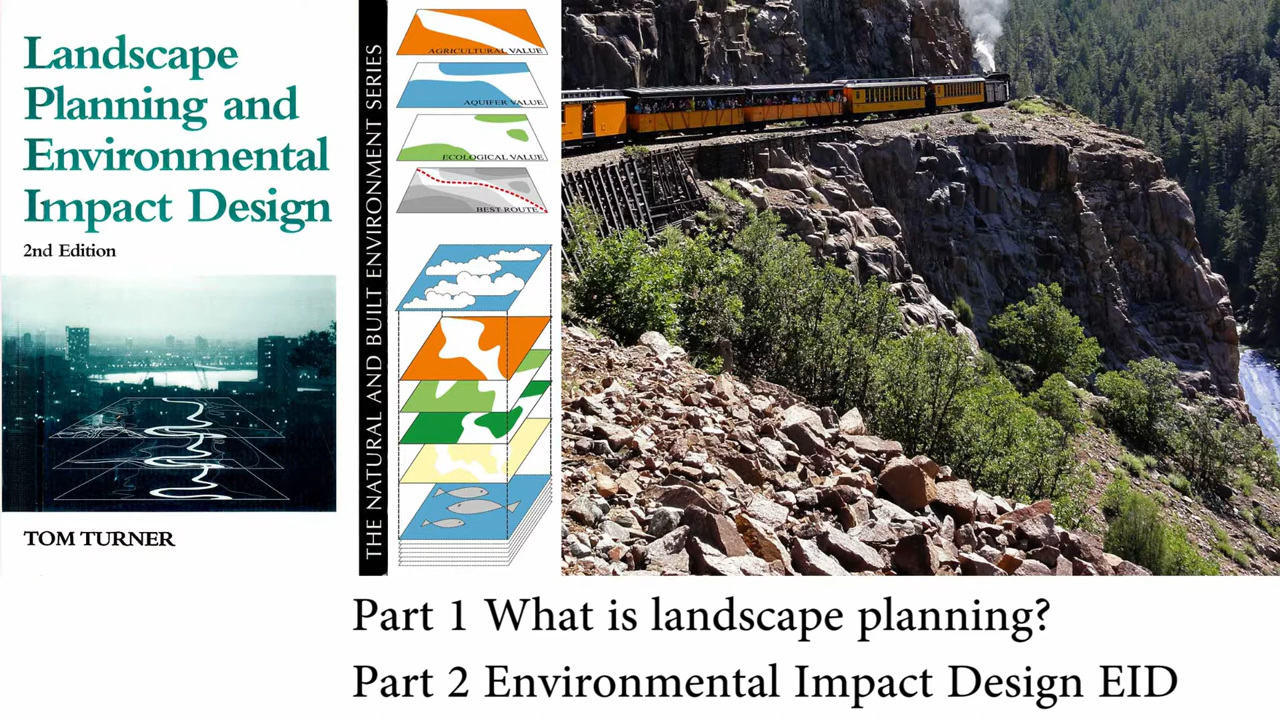 Landscape
Planning and
Environmental
Impact Design
2nd Edition
TOM TURNER
THE NATURAL AND BUILT ENVIRONMENT SERIES
AGRICULTURAL VALUE
AQUIFER VALUE
ECOLOGICAL VALUE
BEST ROUTE
Part 1 What is landscape planning?
Part 2 Environmental Impact Design EID